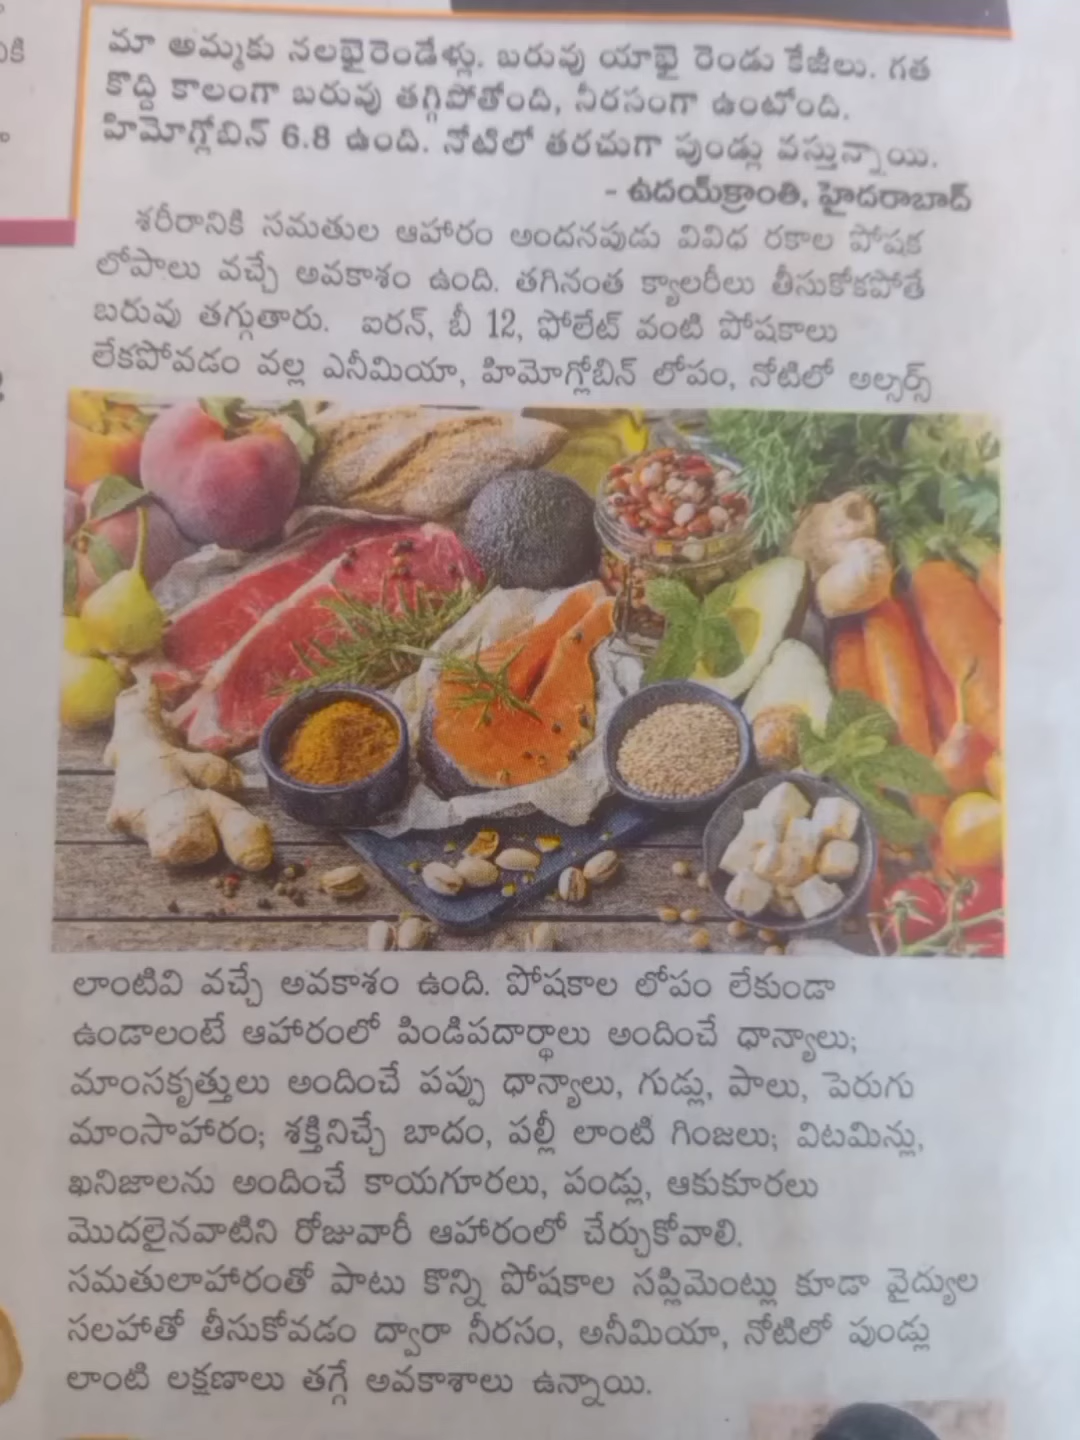 మా అమ్మకు నలభైరెండేళ్లు. బరువు యాభై రెండు కేజీలు. గత
కొద్ది కాలంగా బరువు తగ్గిపోతోంది, నీరసంగా ఉంటోంది.
హిమోగ్లోబిన్ 6.8 ఉంది. నోటిలో తరచుగా పుండ్లు వస్తున్నాయి.
- ఉదయ్‌క్రాంతి, హైదరాబాద్
శరీరానికి సమతుల ఆహారం అందనపుడు వివిధ రకాల పోషక
లోపాలు వచ్చే అవకాశం ఉంది. తగినంత క్యాలరీలు తీసుకోకపోతే
బరువు తగ్గుతారు. ఐరన్, బీ 12, ఫోలేట్ వంటి పోషకాలు
లేకపోవడం వల్ల ఎనీమియా, హిమోగ్లోబిన్ లోపం, నోటిలో అల్సర్స్
లాంటివి వచ్చే అవకాశం ఉంది. పోషకాల లోపం లేకుండా
ఉండాలంటే ఆహారంలో పిండిపదార్థాలు అందించే ధాన్యాలు;
మాంసకృత్తులు అందించే పప్పు ధాన్యాలు, గుడ్లు, పాలు, పెరుగు
మాంసాహారం; శక్తినిచ్చే బాదం, పల్లీ లాంటి గింజలు; విటమిన్లు,
ఖనిజాలను అందించే కాయగూరలు, పండ్లు, ఆకుకూరలు
మొదలైనవాటిని రోజువారీ ఆహారంలో చేర్చుకోవాలి.
సమతులాహారంతో పాటు కొన్ని పోషకాల సప్లిమెంట్లు కూడా వైద్యుల
సలహాతో తీసుకోవడం ద్వారా నీరసం, అనీమియా, నోటిలో పుండ్లు
లాంటి లక్షణాలు తగ్గే అవకాశాలు ఉన్నాయి.